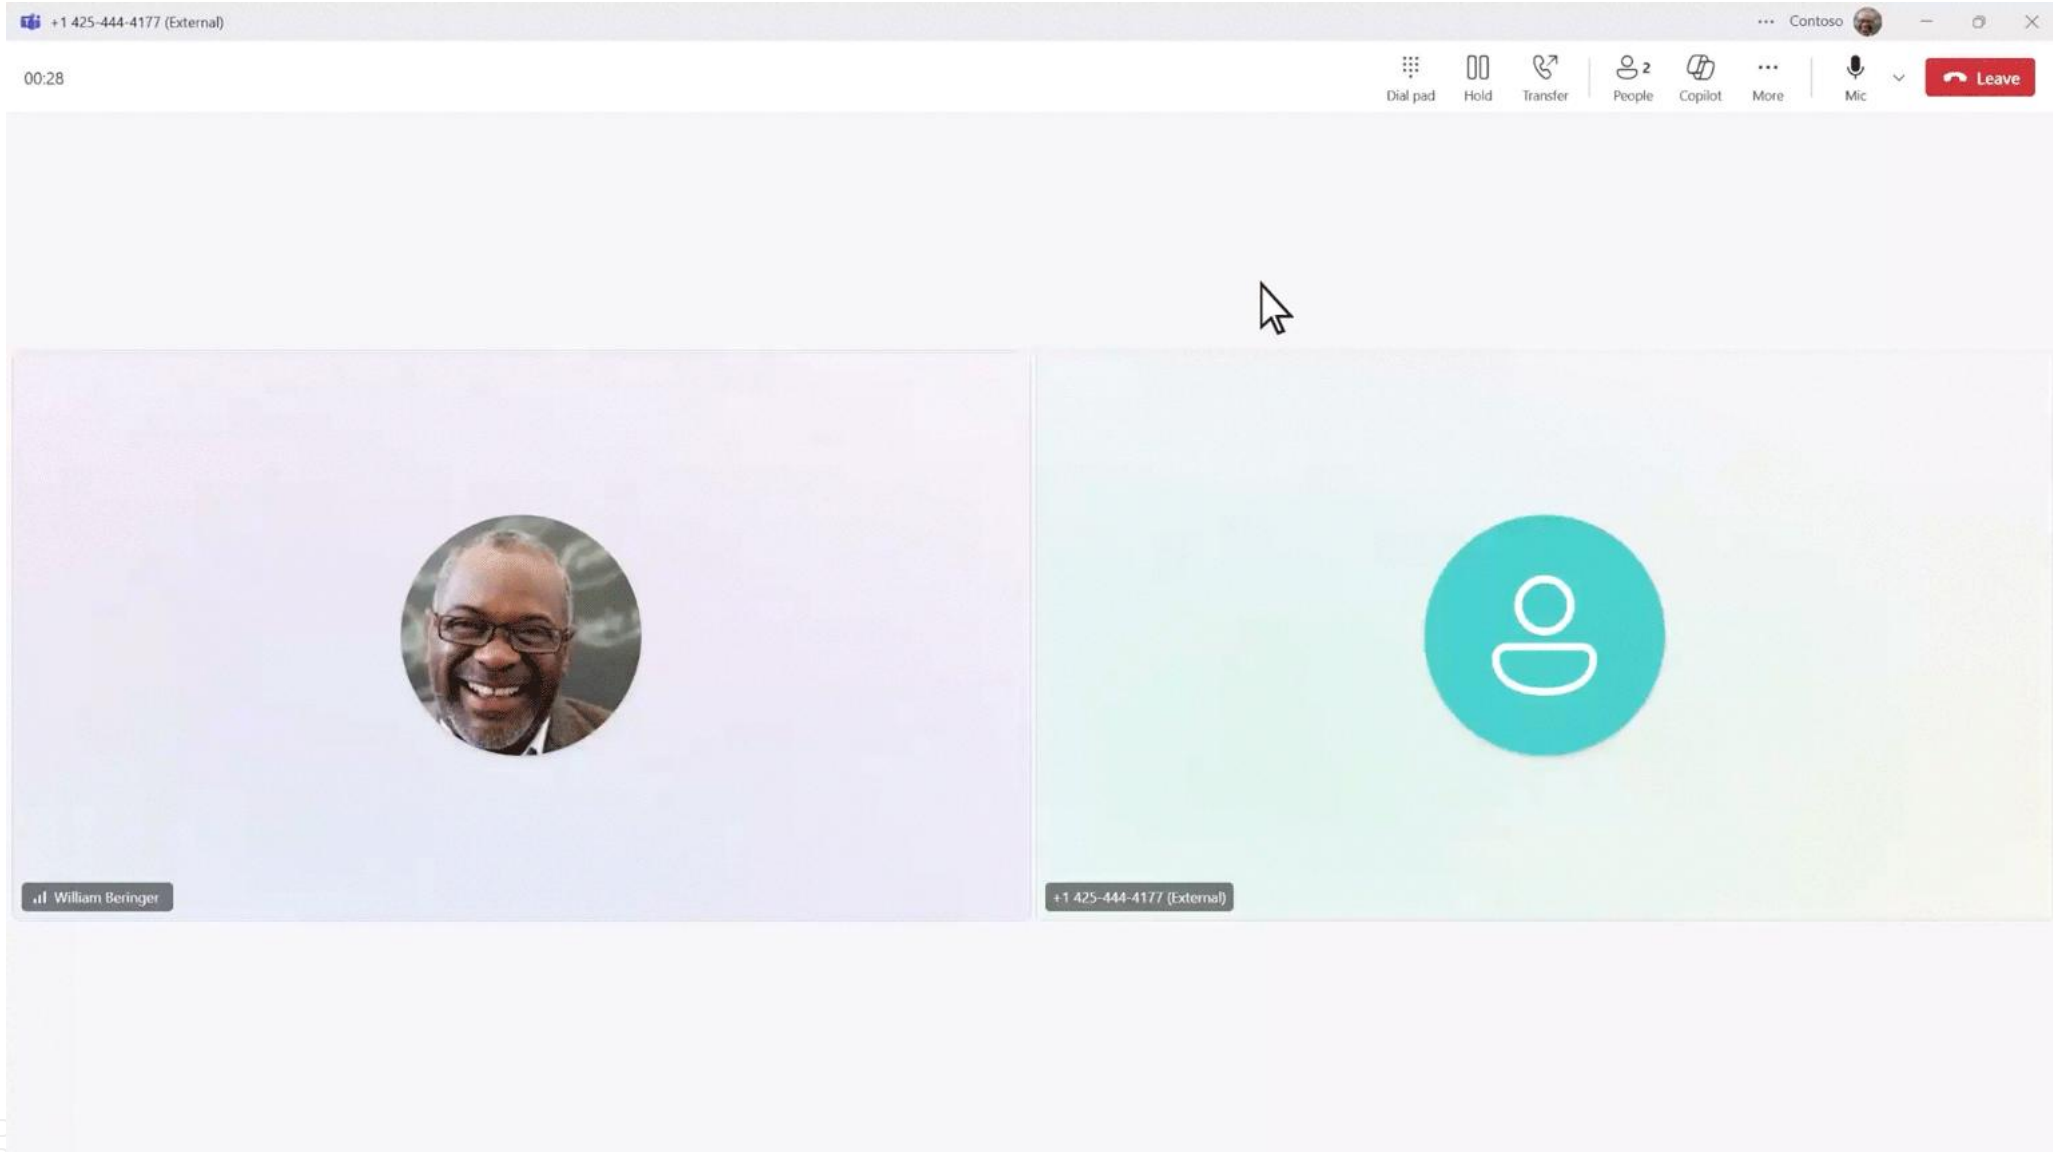 +1 425-444-4177 (External)
Contoso
00:28
Dial pad
Hold
Transfer
2
People
Copilot
More
Mic
Leave
William Beringer
+1 425-444-4177 (External)